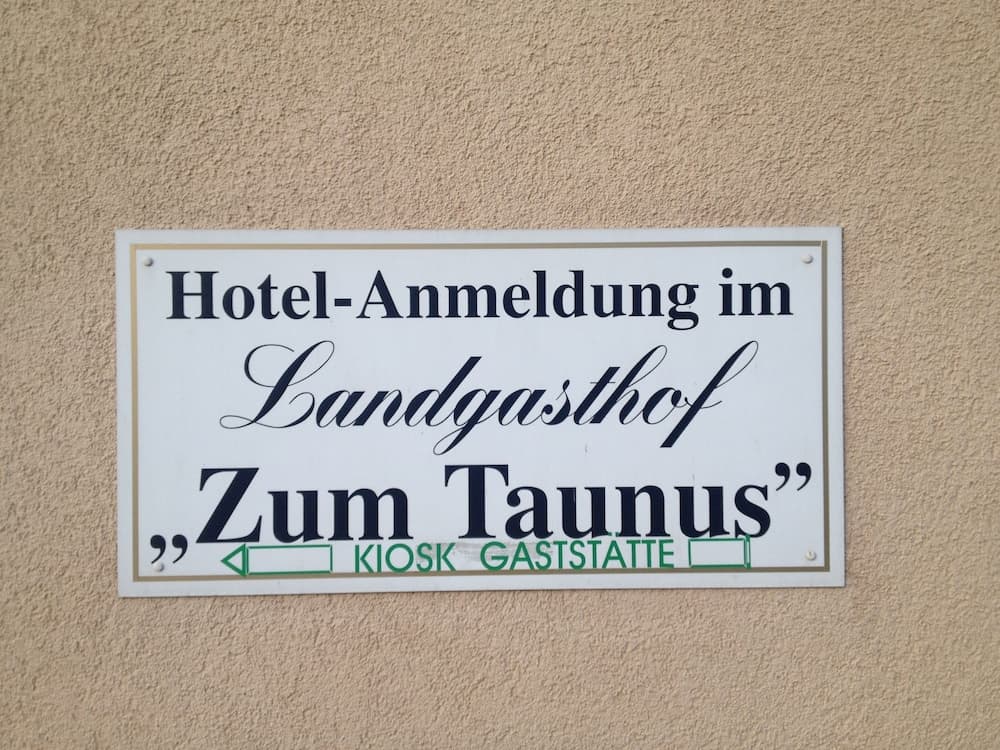 Hotel-Anmeldung im
Landgasthof
„Zum Taunus”
KIOSK GASTSTÄTTE